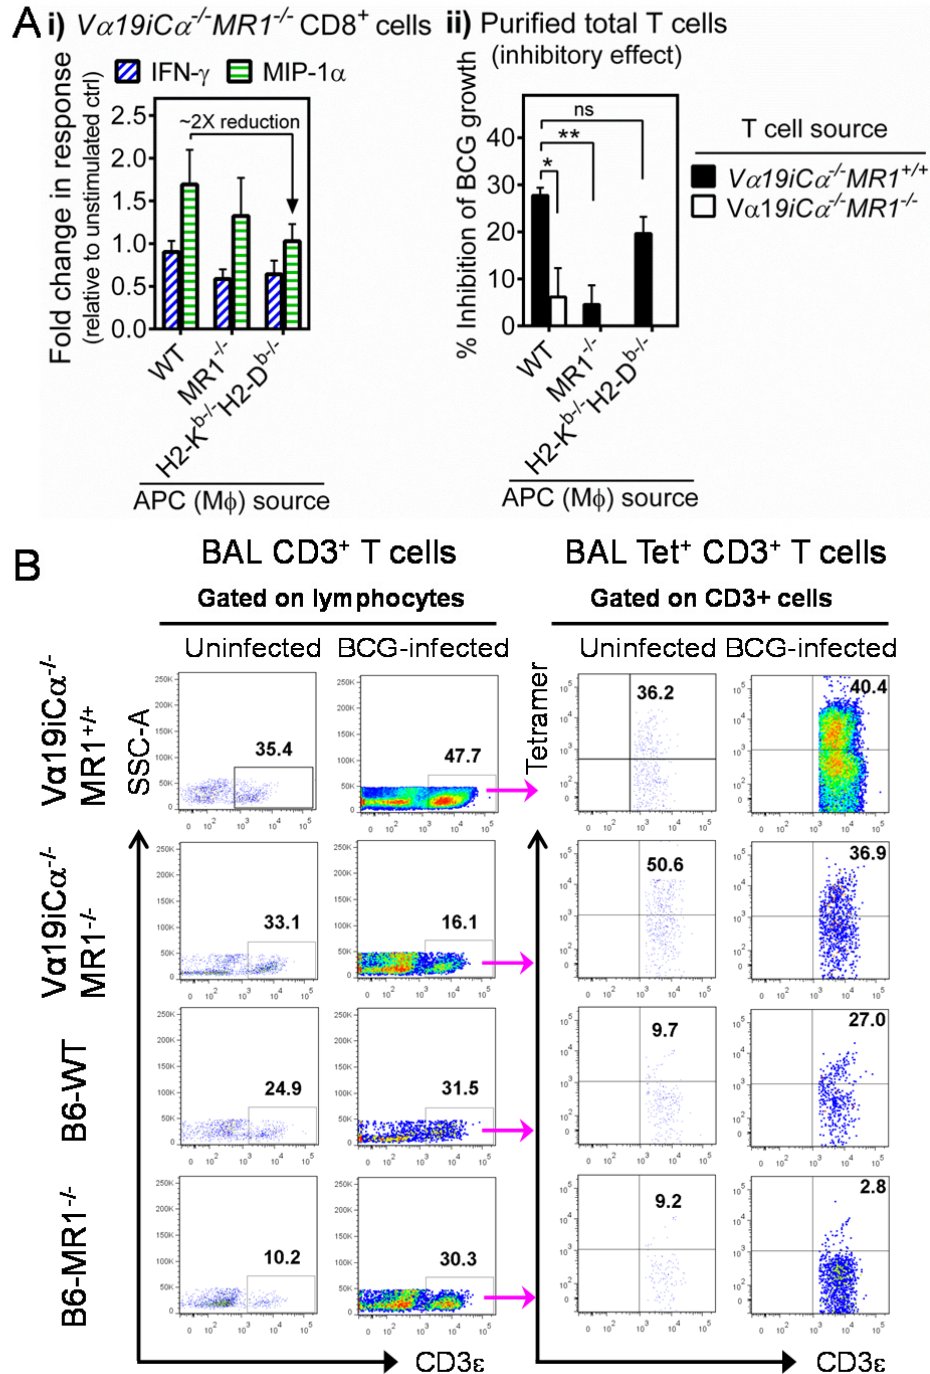 A i) Vα19iCα-/-MR1-/- CD8+ cells
IFN-γ MIP-1α
Fold change in response
(relative to unstimulated ctrl)
2.5
2.0
1.5
1.0
0.5
0.0
~2X reduction
WT
MR1-/-
H2-Kb-/-H2-Db-/-
APC (Mϕ) source
ii) Purified total T cells
(inhibitory effect)
% Inhibition of BCG growth
40
30
20
10
0
ns
**
*
WT
MR1-/-
H2-Kb-/-H2-Db-/-
APC (Mϕ) source
T cell source
Vα19iCα-/-MR1+/+
Vα19iCα-/-MR1-/-
B
BAL CD3+ T cells
Gated on lymphocytes
Uninfected BCG-infected
BAL Tet+ CD3+ T cells
Gated on CD3+ cells
Uninfected BCG-infected
SSC-A
Tetramer
Vα19iCα-/-
MR1+/+
35.4
47.7
36.2
40.4
Vα19iCα-/-
MR1-/-
33.1
16.1
50.6
36.9
B6-WT
24.9
31.5
9.7
27.0
B6-MR1-/-
10.2
30.3
9.2
2.8
CD3ε
CD3ε